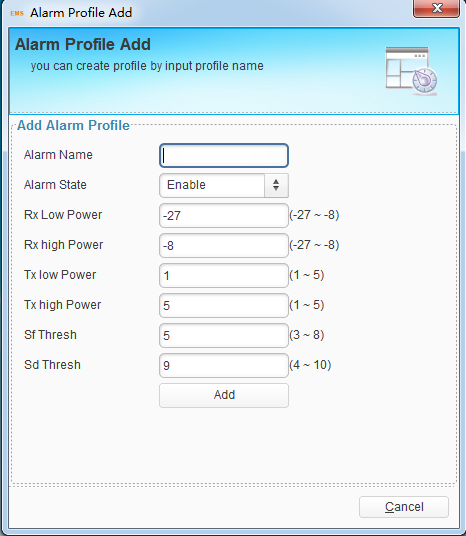 EMS Alarm Profile Add
Alarm Profile Add
you can create profile by input profile name
Add Alarm Profile
Alarm Name
Alarm State Enable
Rx Low Power -27 (-27 ~ -8)
Rx high Power -8 (-27 ~ -8)
Tx low Power 1 (1 ~ 5)
Tx high Power 5 (1 ~ 5)
Sf Thresh 5 (3 ~ 8)
Sd Thresh 9 (4 ~ 10)
Add
Cancel